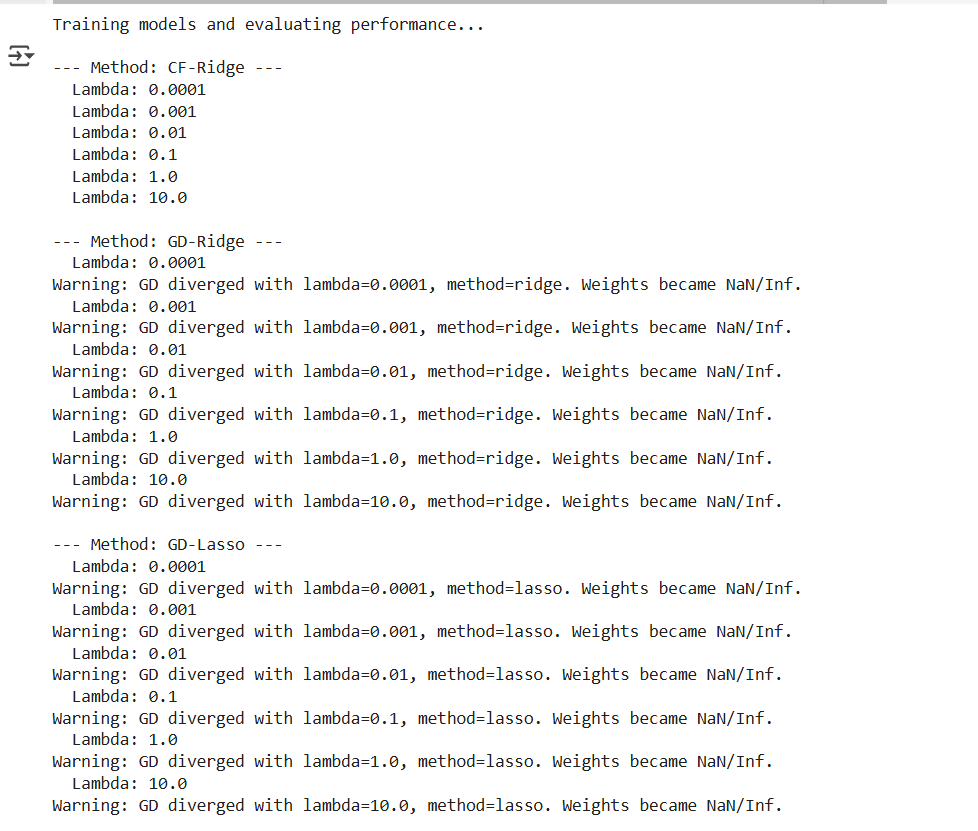 Training models and evaluating performance...
--- Method: CF-Ridge ---
Lambda: 0.0001
Lambda: 0.001
Lambda: 0.01
Lambda: 0.1
Lambda: 1.0
Lambda: 10.0
--- Method: GD-Ridge ---
Lambda: 0.0001
Warning: GD diverged with lambda=0.0001, method=ridge. Weights became NaN/Inf.
Lambda: 0.001
Warning: GD diverged with lambda=0.001, method=ridge. Weights became NaN/Inf.
Lambda: 0.01
Warning: GD diverged with lambda=0.01, method=ridge. Weights became NaN/Inf.
Lambda: 0.1
Warning: GD diverged with lambda=0.1, method=ridge. Weights became NaN/Inf.
Lambda: 1.0
Warning: GD diverged with lambda=1.0, method=ridge. Weights became NaN/Inf.
Lambda: 10.0
Warning: GD diverged with lambda=10.0, method=ridge. Weights became NaN/Inf.
--- Method: GD-Lasso ---
Lambda: 0.0001
Warning: GD diverged with lambda=0.0001, method=lasso. Weights became NaN/Inf.
Lambda: 0.001
Warning: GD diverged with lambda=0.001, method=lasso. Weights became NaN/Inf.
Lambda: 0.01
Warning: GD diverged with lambda=0.01, method=lasso. Weights became NaN/Inf.
Lambda: 0.1
Warning: GD diverged with lambda=0.1, method=lasso. Weights became NaN/Inf.
Lambda: 1.0
Warning: GD diverged with lambda=1.0, method=lasso. Weights became NaN/Inf.
Lambda: 10.0
Warning: GD diverged with lambda=10.0, method=lasso. Weights became NaN/Inf.